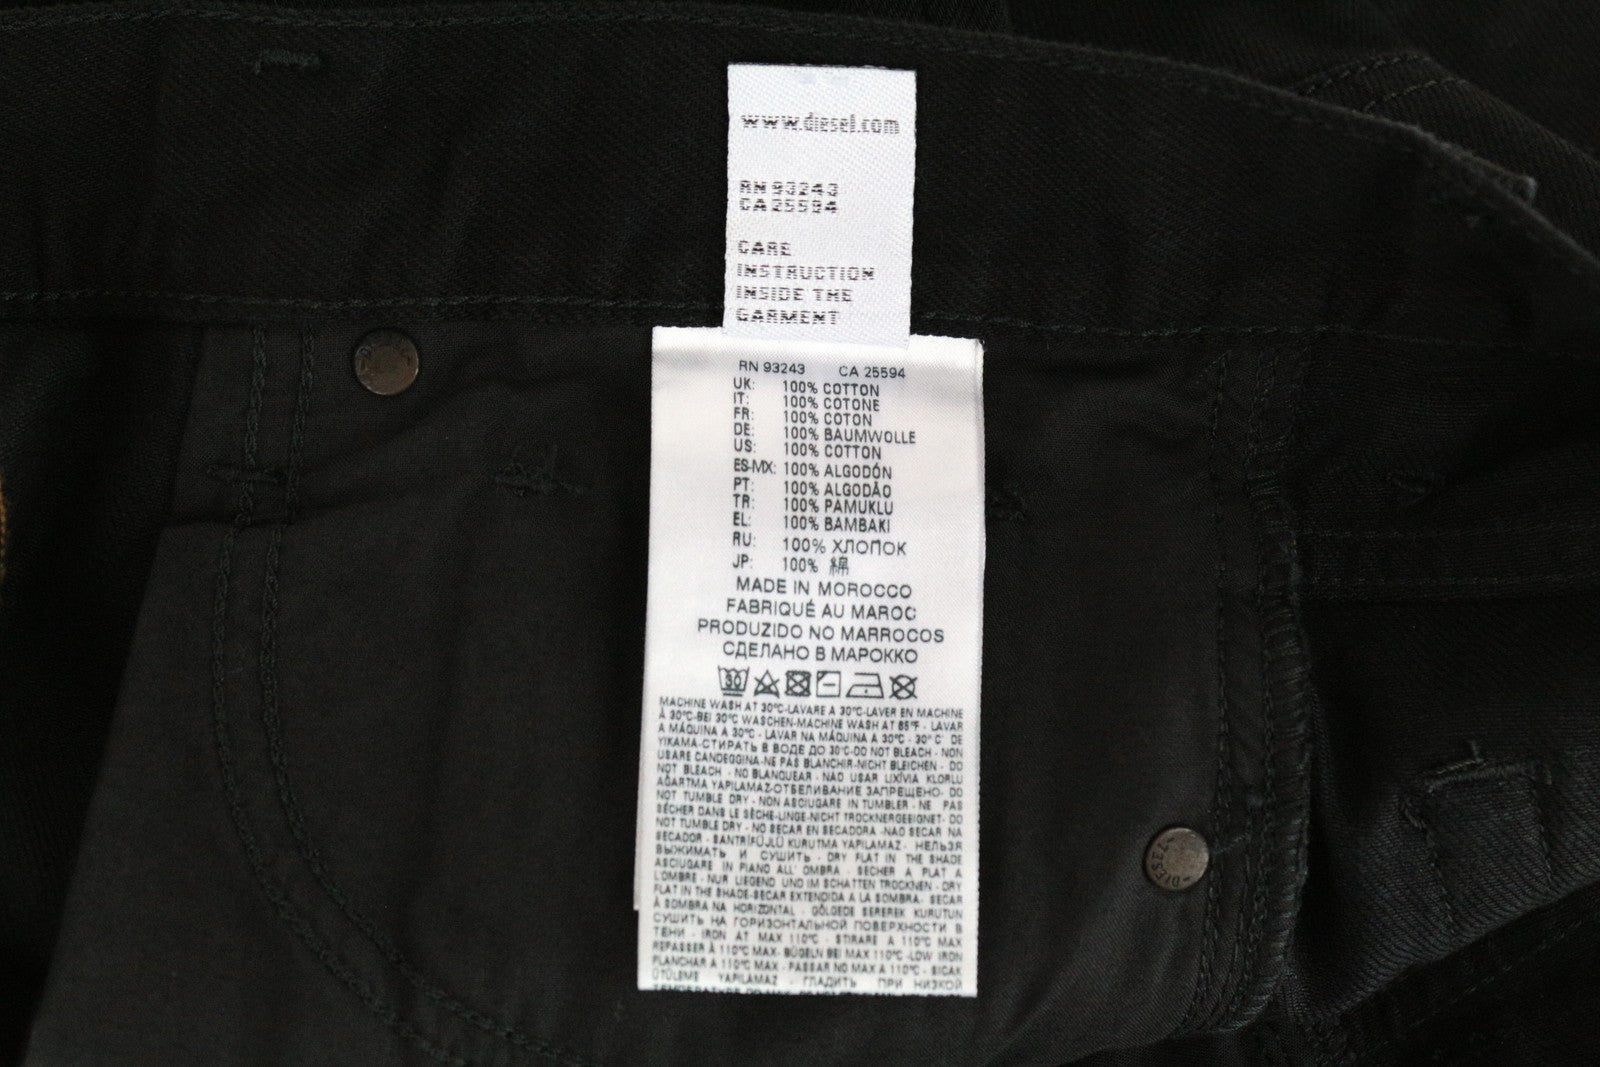 www.diesel.com
RN 93243
CA 25594
CARE
INSTRUCTION
INSIDE THE
GARMENT
RN 93243 CA 25594
UK: 100% COTTON
IT: 100% COTONE
FR: 100% COTON
DE: 100% BAUMWOLLE
US: 100% COTTON
ES-MX: 100% ALGODÓN
PT: 100% ALGODÃO
TR: 100% PAMUKLU
EL: 100% BAMBAKI
RU: 100% ХЛОПОК
JP: 100% 綿
MADE IN MOROCCO
FABRIQUÉ AU MAROC
PRODUZIDO NO MARROCOS
СДЕЛАНО В МАРОККО
30
MACHINE WASH AT 30°C-LAVARE A 30°C-LAVER EN MACHINE
À 30°C-BEI 30°C WASCHEN-MACHINE WASH AT 85°F - LAVAR
A MÁQUINA A 30°C - LAVAR NA MÁQUINA A 30°C - 30° C' DE
YIKAMA-СТИРАТЬ В ВОДЕ ДО 30°C-DO NOT BLEACH - NON
USARE CANDEGGINA-NE PAS BLANCHIR-NICHT BLEICHEN - DO
NOT BLEACH - NO BLANQUEAR - NÃO USAR LIXÍVIA KLORLU
AĞARTMA YAPILAMAZ-ОТБЕЛИВАНИЕ ЗАПРЕЩЕНО- DO
NOT TUMBLE DRY - NON ASCIUGARE IN TUMBLER - NE PAS
SÉCHER DANS LE SÈCHE-LINGE-NICHT TROCKNERGEEIGNET- DO
NOT TUMBLE DRY - NO SECAR EN SECADORA -NÃO SECAR NA
SECADOR - SANTRİFÜJLÜ KURUTMA YAPILAMAZ - НЕЛЬЗЯ
ВЫЖИМАТЬ И СУШИТЬ - DRY FLAT IN THE SHADE
ASCIUGARE IN PIANO ALL' OMBRA - SÉCHER A PLAT A
L'OMBRE - NUR LIEGEND UND IM SCHATTEN TROCKNEN - DRY
FLAT IN THE SHADE-SECAR EXTENDIDA A LA SOMBRA- SECAR
À SOMBRA NA HORIZONTAL - GÖLGEDE SEREREK KURUTUN
СУШИТЬ НА ГОРИЗОНТАЛЬНОЙ ПОВЕРХНОСТИ В
ТЕНИ - IRON AT MAX 110°C - STIRARE A 110°C MAX
REPASSER À 110°C MAX - BÜGELN BEI MAX 110°C -LOW IRON
PLANCHAR A 110°C MAX - PASSAR NO MAX A 110°C - SICAK
ÜTÜLEME YAPILAMAZ - ГЛАДИТЬ ПРИ НИЗКОЙ
DIESEL